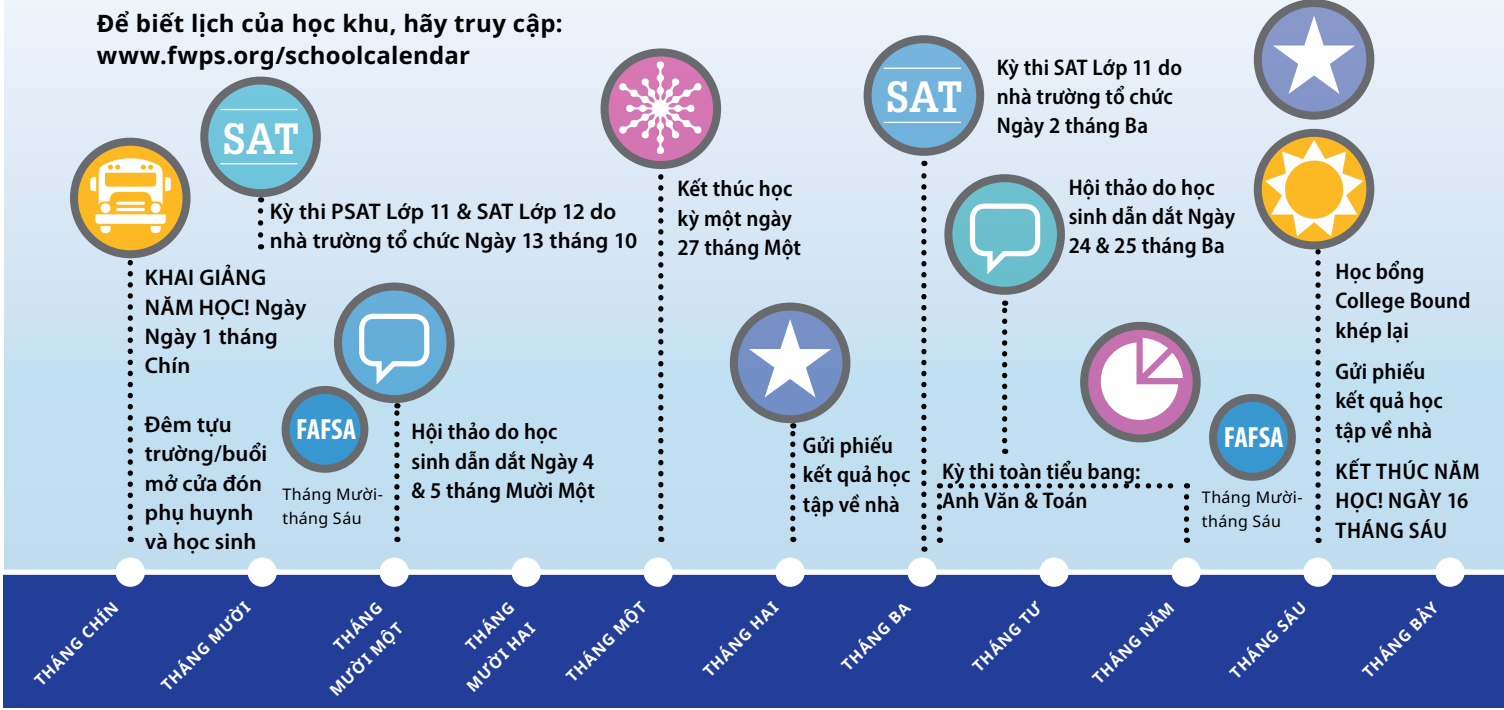 Để biết lịch của học khu, hãy truy cập:
www.fwps.org/schoolcalendar
SAT
Kỳ thi PSAT Lớp 11 & SAT Lớp 12 do
nhà trường tổ chức Ngày 13 tháng 10
KHAI GIẢNG
NĂM HỌC! Ngày
Ngày 1 tháng
Chín
Đêm tựu
trường/buổi
mở cửa đón
phụ huynh
và học sinh
FAFSA
Tháng Mười-
tháng Sáu
Hội thảo do học
sinh dẫn dắt Ngày 4
& 5 tháng Mười Một
Kết thúc học
kỳ một ngày
27 tháng Một
Gửi phiếu
kết quả học
tập về nhà
SAT
Kỳ thi SAT Lớp 11 do
nhà trường tổ chức
Ngày 2 tháng Ba
Hội thảo do học
sinh dẫn dắt Ngày
24 & 25 tháng Ba
Kỳ thi toàn tiểu bang:
Anh Văn & Toán
FAFSA
Tháng Mười-
tháng Sáu
Học bổng
College Bound
khép lại
Gửi phiếu
kết quả học
tập về nhà
KẾT THÚC NĂM
HỌC! NGÀY 16
THÁNG SÁU
THÁNG CHÍN
THÁNG MƯỜI
THÁNG
MƯỜI MỘT
THÁNG
MƯỜI HAI
THÁNG MỘT
THÁNG HAI
THÁNG BA
THÁNG TƯ
THÁNG NĂM
THÁNG SÁU
THÁNG BẢY